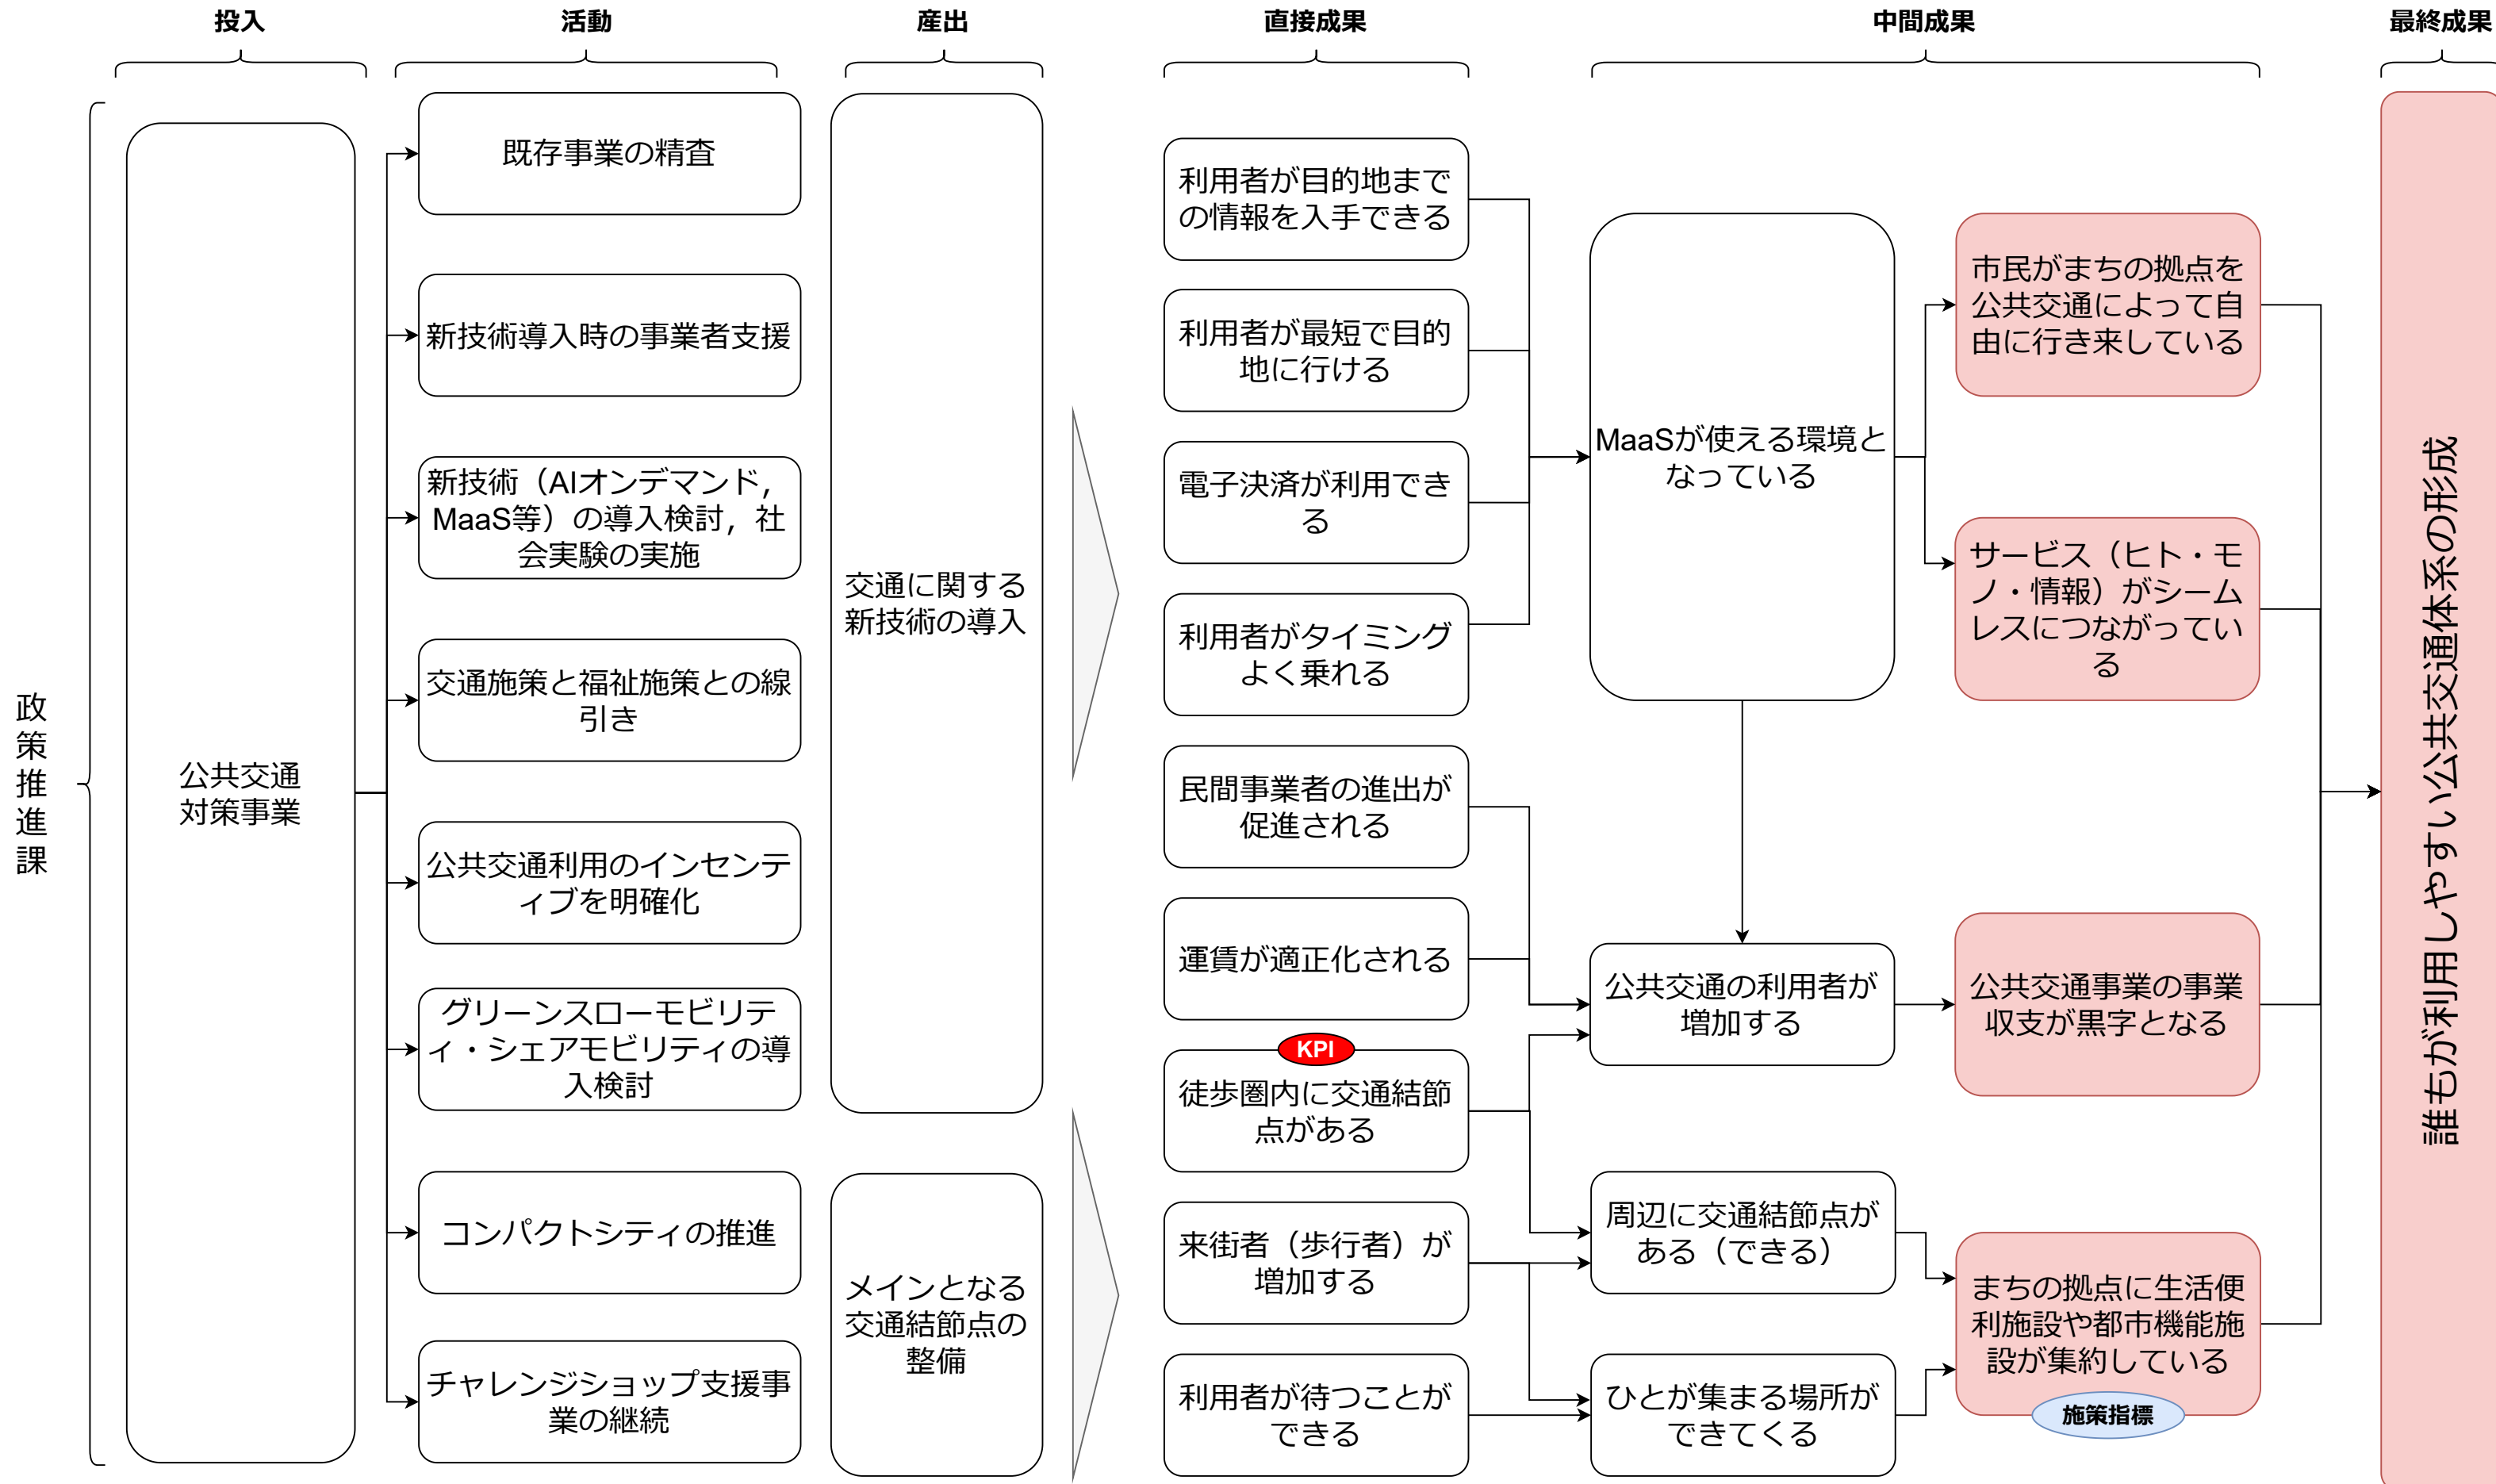 投入
活動
産出
直接成果
中間成果
最終成果
政策推進課
公共交通
対策事業
既存事業の精査
新技術導入時の事業者支援
新技術（AIオンデマンド，
MaaS等）の導入検討，社
会実験の実施
交通施策と福祉施策との線
引き
公共交通利用のインセンテ
ィブを明確化
グリーンスローモビリテ
ィ・シェアモビリティの導
入検討
コンパクトシティの推進
チャレンジショップ支援事
業の継続
交通に関する
新技術の導入
メインとなる
交通結節点の
整備
利用者が目的地まで
の情報を入手できる
利用者が最短で目的
地に行ける
電子決済が利用でき
る
利用者がタイミング
よく乗れる
民間事業者の進出が
促進される
運賃が適正化される
KPI
徒歩圏内に交通結節
点がある
来街者（歩行者）が
増加する
利用者が待つことが
できる
MaaSが使える環境と
なっている
公共交通の利用者が
増加する
周辺に交通結節点が
ある（できる）
ひとが集まる場所が
できてくる
市民がまちの拠点を
公共交通によって自
由に行き来している
サービス（ヒト・モ
ノ・情報）がシーム
レスにつながってい
る
公共交通事業の事業
収支が黒字となる
まちの拠点に生活便
利施設や都市機能施
設が集約している
施策指標
誰もが利用しやすい公共交通体系の形成